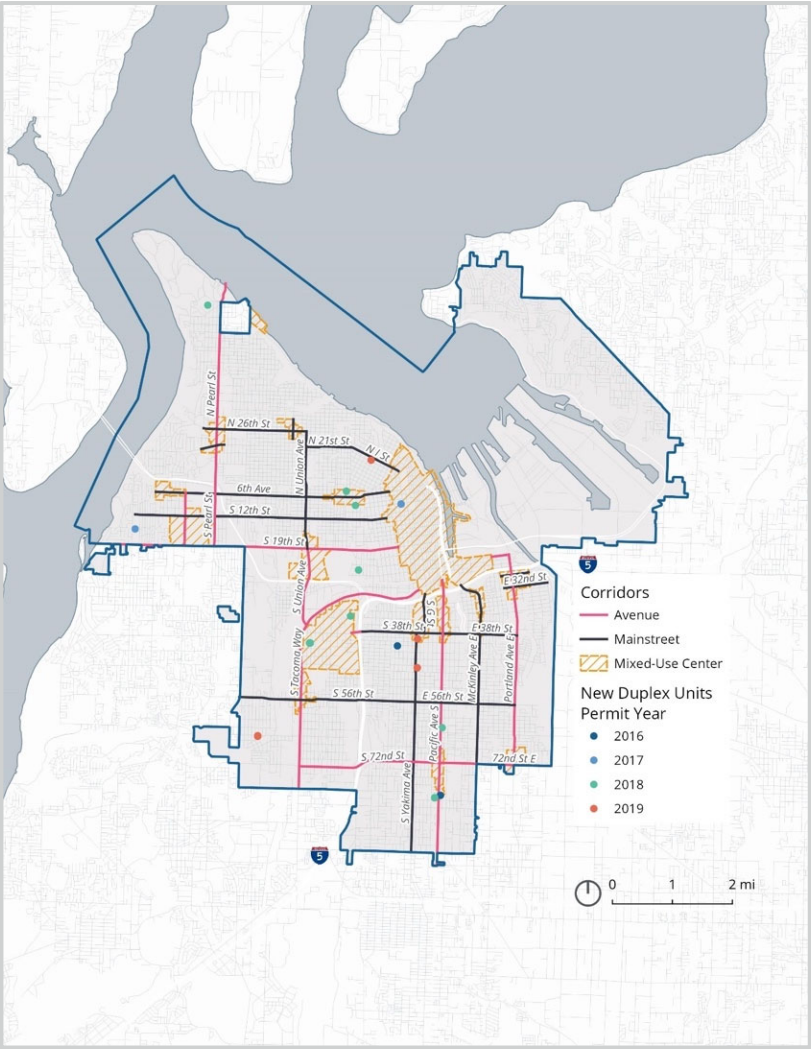 N Pearl St
N 26th St
N 21st St
N I St
N Union Ave
6th Ave
S Pearl St
S 12th St
S 19th St
S Union Ave
E 32nd St
S G St
S 38th St
E 38th St
S Tacoma Way
McKinley Ave E
Portland Ave E
S 56th St
E 56th St
Pacific Ave S
S 72nd St
72nd St E
S Yakima Ave
5
5
Corridors
Avenue
Mainstreet
Mixed-Use Center
New Duplex Units
Permit Year
2016
2017
2018
2019
0 1 2 mi